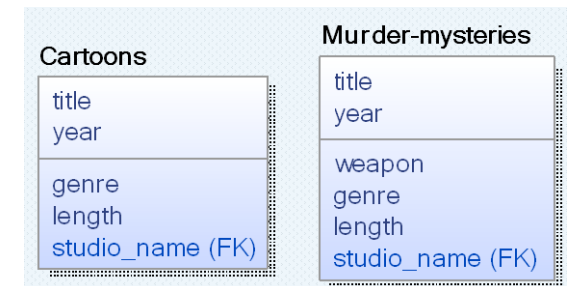 Cartoons
title
year
genre
length
studio_name (FK)
Murder-mysteries
title
year
weapon
genre
length
studio_name (FK)